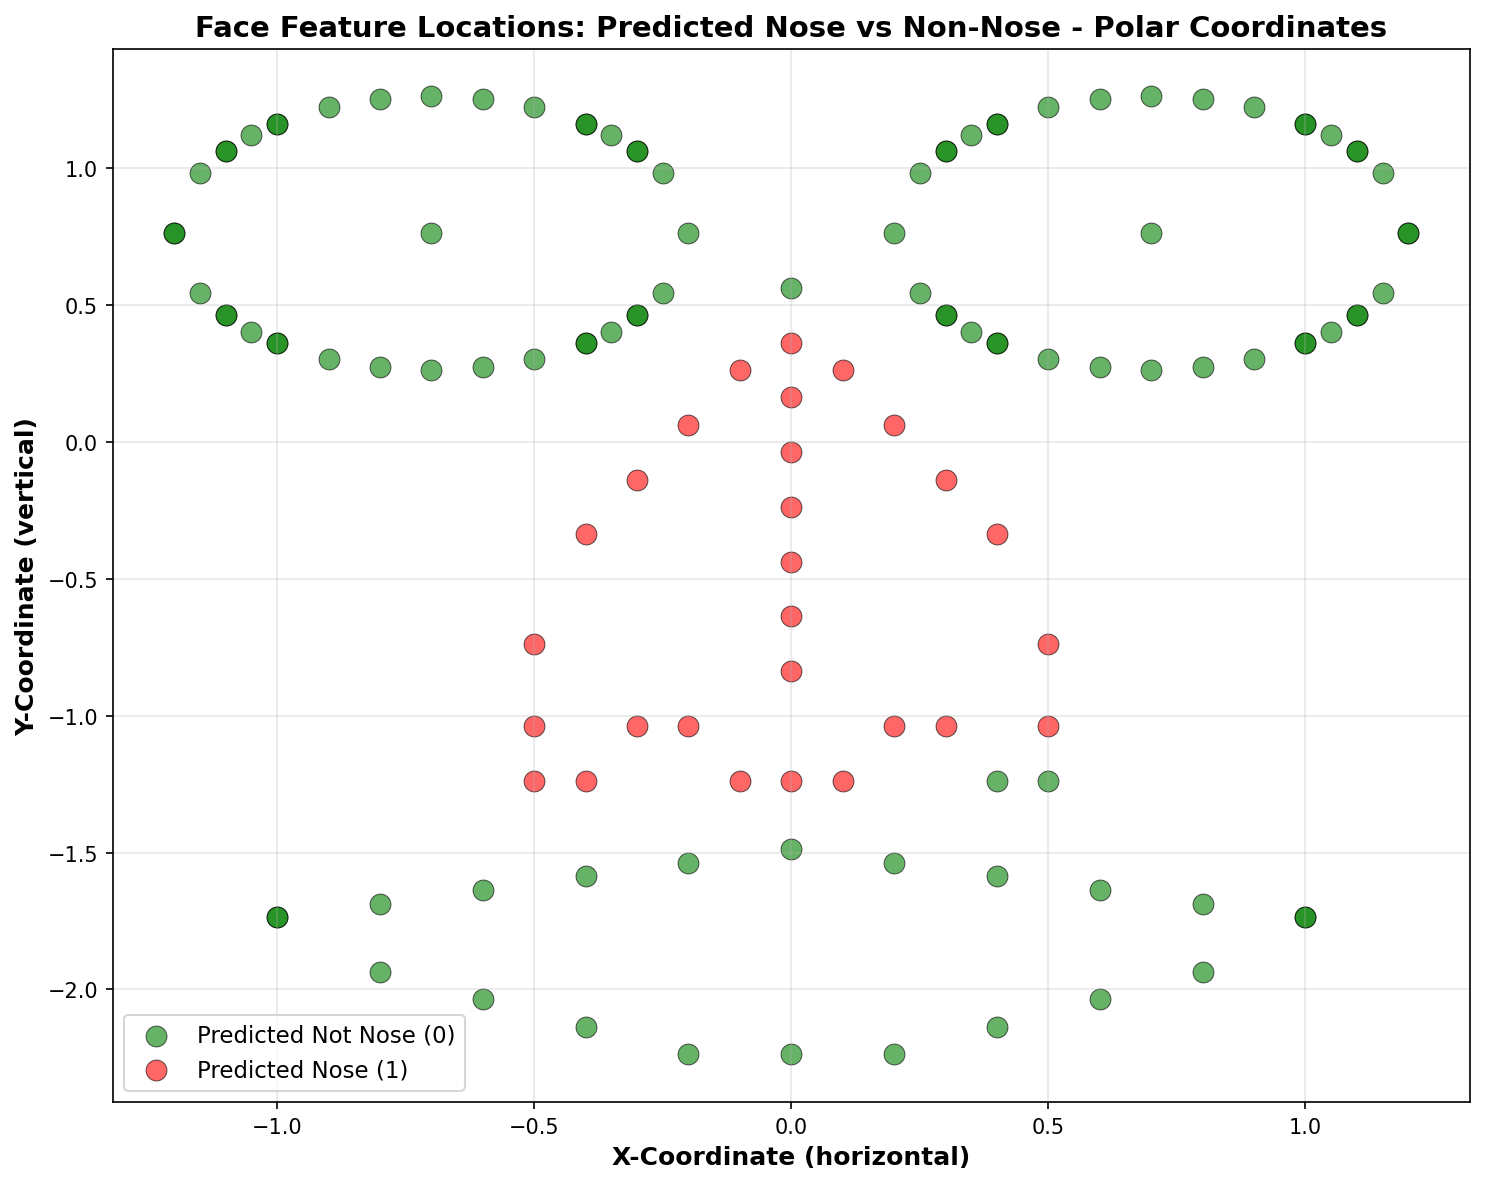 Face Feature Locations: Predicted Nose vs Non-Nose - Polar Coordinates
Y-Coordinate (vertical)
1.0
0.5
0.0
−0.5
−1.0
−1.5
−2.0
Predicted Not Nose (0)
Predicted Nose (1)
−1.0 −0.5 0.0 0.5 1.0
X-Coordinate (horizontal)